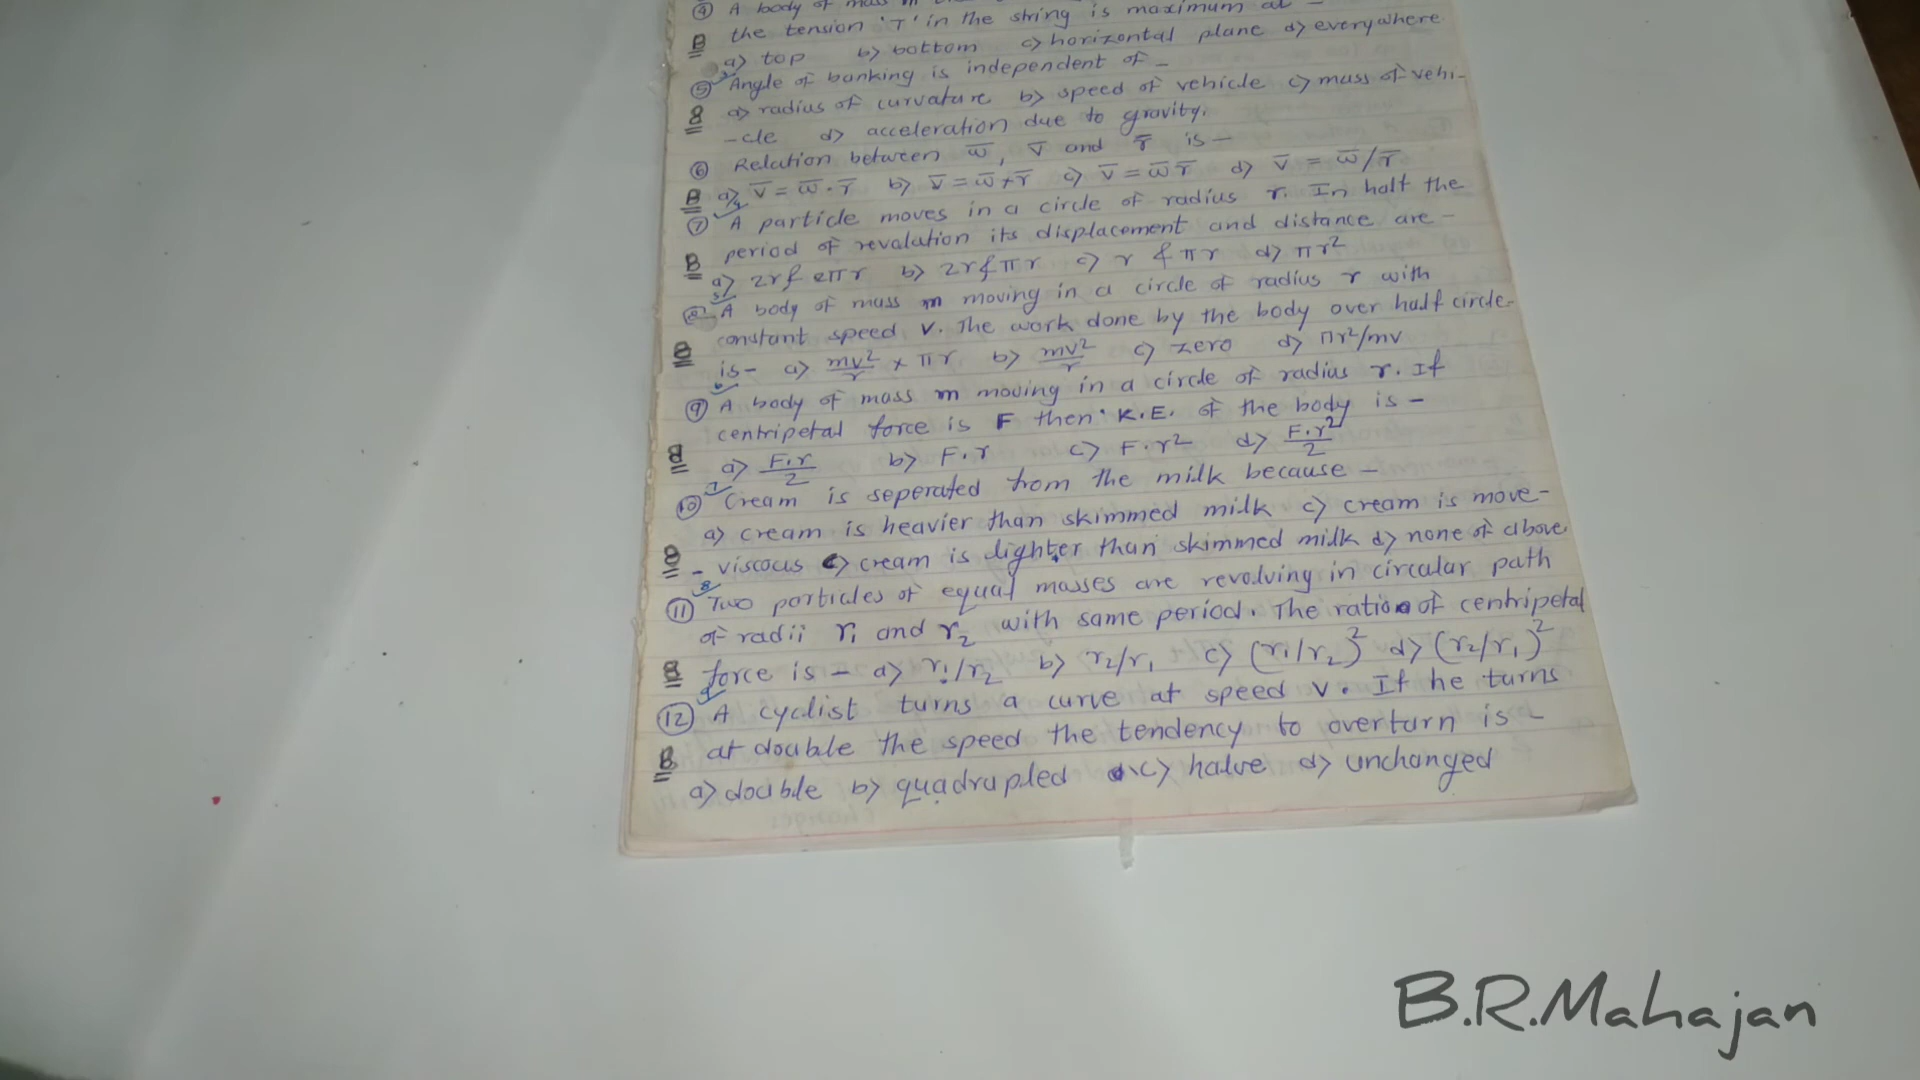 ④ A body of mass m
the tension 'T' in the string is maximum at -
B a) top b) bottom c) horizontal plane d) everywhere
⑤ Angle of banking is independent of -
8 a) radius of curvature b) speed of vehicle c) mass of vehi-
-cle d) acceleration due to gravity.
⑥ Relation between ω̅, v̅ and r̅ is -
B a) v̅ = ω̅ · r̅ b) v̅ = ω̅ + r̅ c) v̅ = ω̅ r̅ d) v̅ = ω̅/r̅
⑦ A particle moves in a circle of radius r. In half the
period of revalation its displacement and distance are -
B a) 2r & 2πr b) 2r & πr c) r & πr d) πr²
⑧ A body of mass m moving in a circle of radius r with
constant speed v. The work done by the body over half circle-
8 is - a) mv²/r × πr b) mv²/r c) zero d) πr²/mv
⑨ A body of mass m moving in a circle of radius r. If
centripetal force is F then K.E. of the body is -
8 a) F.r/2 b) F.r c) F.r² d) F.r²/2
⑩ Cream is seperated from the milk because -
a) cream is heavier than skimmed milk c) cream is move-
8 - viscous c) cream is lighter than skimmed milk d) none of above
⑪ Two particles of equal masses are revolving in circular path
of radii r₁ and r₂ with same period. The ratio of centripetal
8 force is - a) r₁/r₂ b) r₂/r₁ c) (r₁/r₂)² d) (r₂/r₁)²
⑫ A cyclist turns a curve at speed v. If he turns
B at double the speed the tendency to overturn is -
a) double b) quadrupled c) halve d) unchanged
B.R.Mahajan